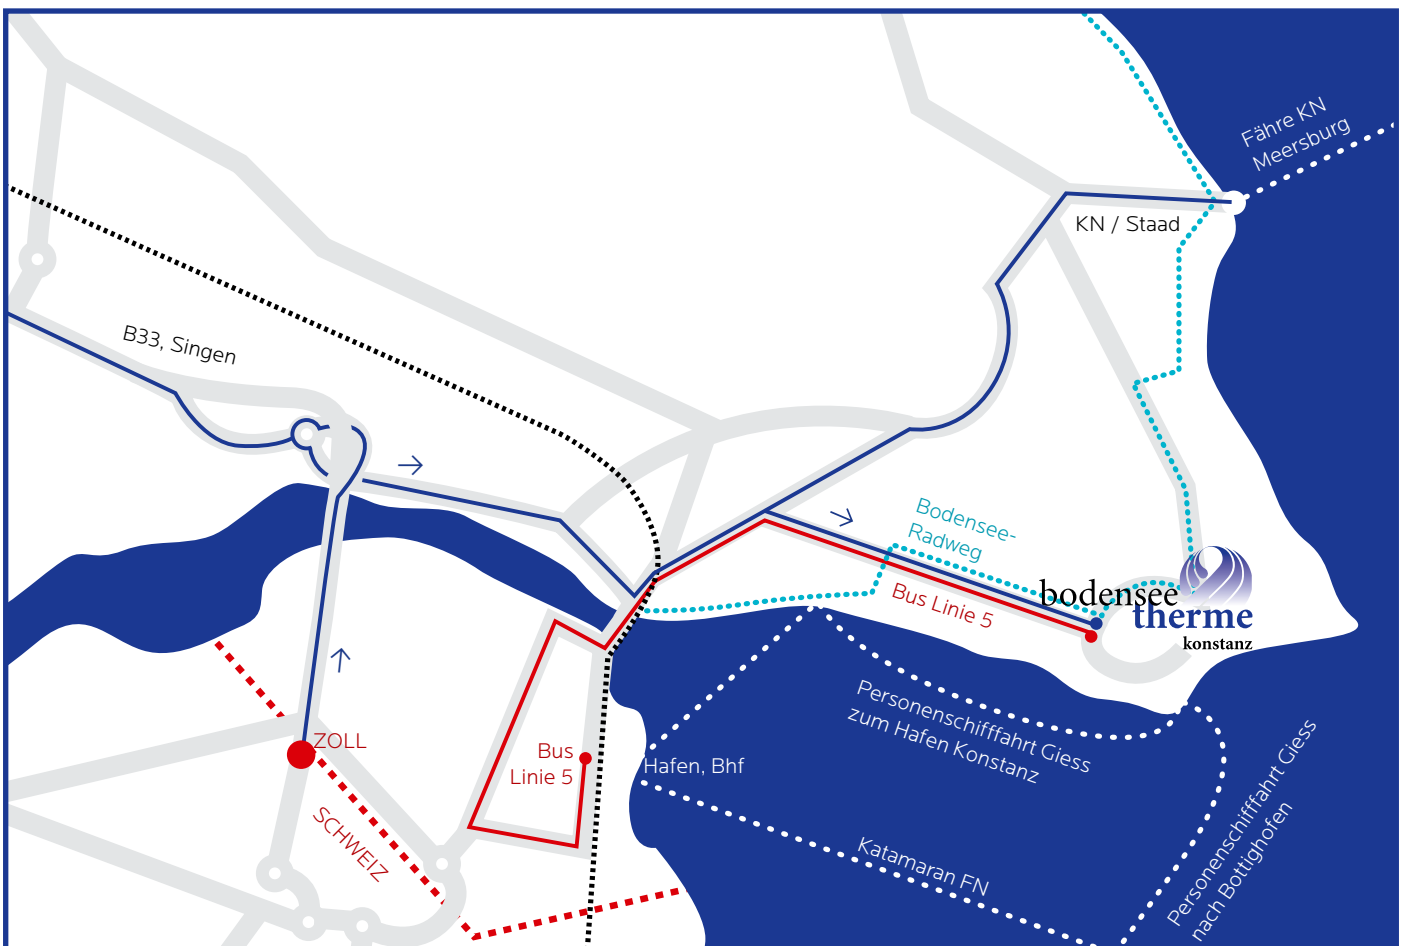 Fähre KN
Meersburg
KN / Staad
B33, Singen
Bodensee-
Radweg
Bus Linie 5
bodensee
therme
konstanz
Personenschifffahrt Giess
zum Hafen Konstanz
ZOLL
Bus
Linie 5
Hafen, Bhf
SCHWEIZ
Katamaran FN
Personenschifffahrt Giess
nach Bottighofen